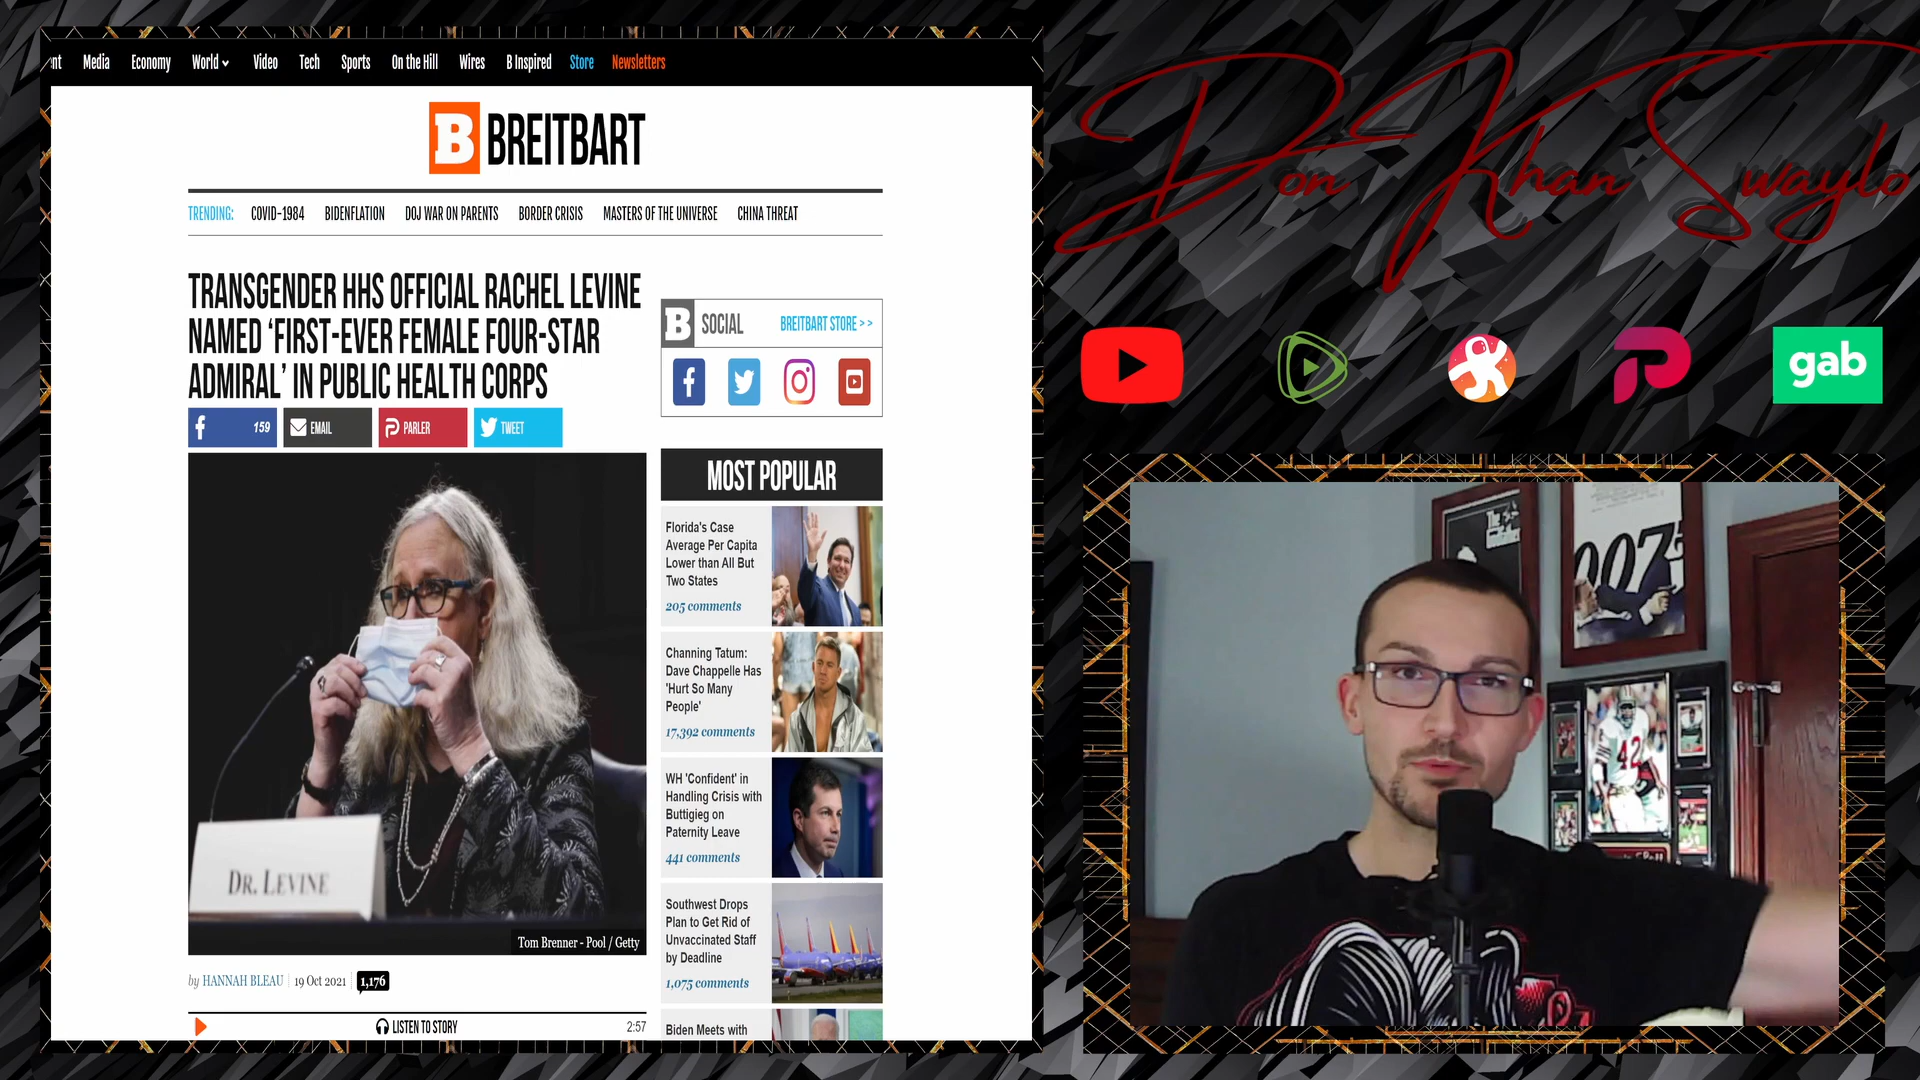 Media Economy World Video Tech Sports On the Hill Wires B Inspired Store Newsletters
B BREITBART
TRENDING: COVID-1984 BIDENFLATION DOJ WAR ON PARENTS BORDER CRISIS MASTERS OF THE UNIVERSE CHINA THREAT
TRANSGENDER HHS OFFICIAL RACHEL LEVINE
NAMED ‘FIRST-EVER FEMALE FOUR-STAR
ADMIRAL’ IN PUBLIC HEALTH CORPS
159 EMAIL PARLER TWEET
DR. LEVINE
Tom Brenner - Pool / Getty
by HANNAH BLEAU 19 Oct 2021 1,176
LISTEN TO STORY 2:57
B SOCIAL BREITBART STORE > >
MOST POPULAR
Florida's Case
Average Per Capita
Lower than All But
Two States
205 comments
Channing Tatum:
Dave Chappelle Has
'Hurt So Many
People'
17,392 comments
WH 'Confident' in
Handling Crisis with
Buttigieg on
Paternity Leave
441 comments
Southwest Drops
Plan to Get Rid of
Unvaccinated Staff
by Deadline
1,075 comments
Biden Meets with
Don Khan Swaylo
gab
The
Godfather
007
42